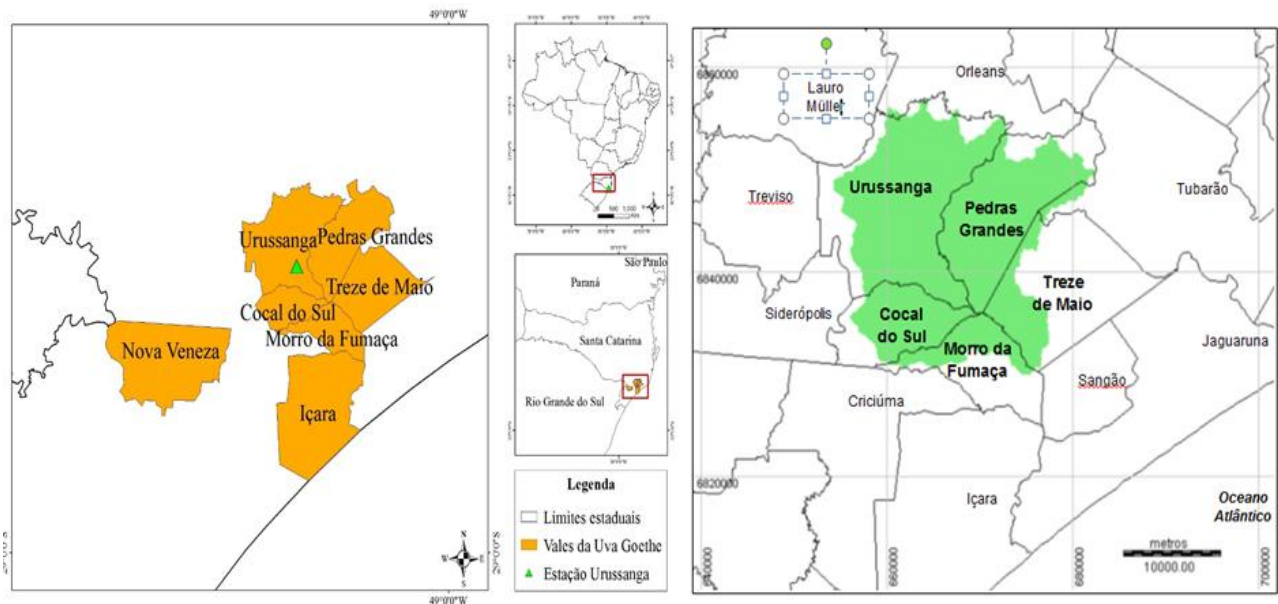 49°0'0"W
Urussanga
Pedras Grandes
Treze de Maio
Cocal do Sul
Morro da Fumaça
Nova Veneza
Içara
N
S
49°0'0"W
São Paulo
Paraná
Santa Catarina
Rio Grande do Sul
Legenda
Limites estaduais
Vales da Uva Goethe
Estação Urussanga
Orleans
Lauro
Müller
Treviso
Urussanga
Pedras
Grandes
Tubarão
6840000
Treze
de Maio
Siderópolis
Cocal
do Sul
Morro da
Fumaça
Jaguaruna
Sangão
Criciúma
6820000
Içara
Oceano
Atlântico
metros
10000.00
660000
680000
700000